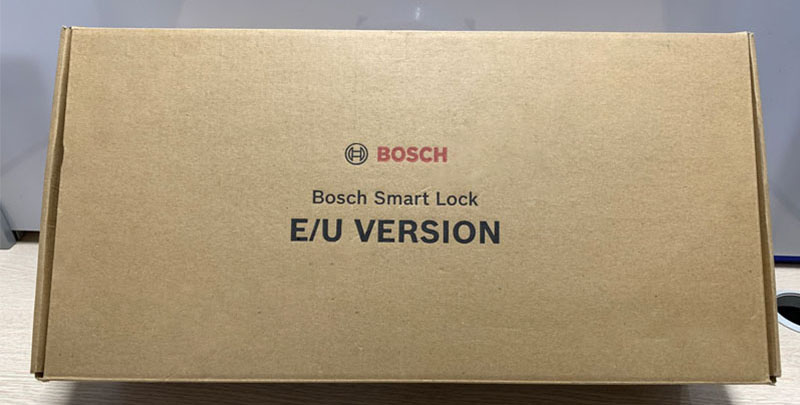 BOSCH
Bosch Smart Lock
E/U VERSION